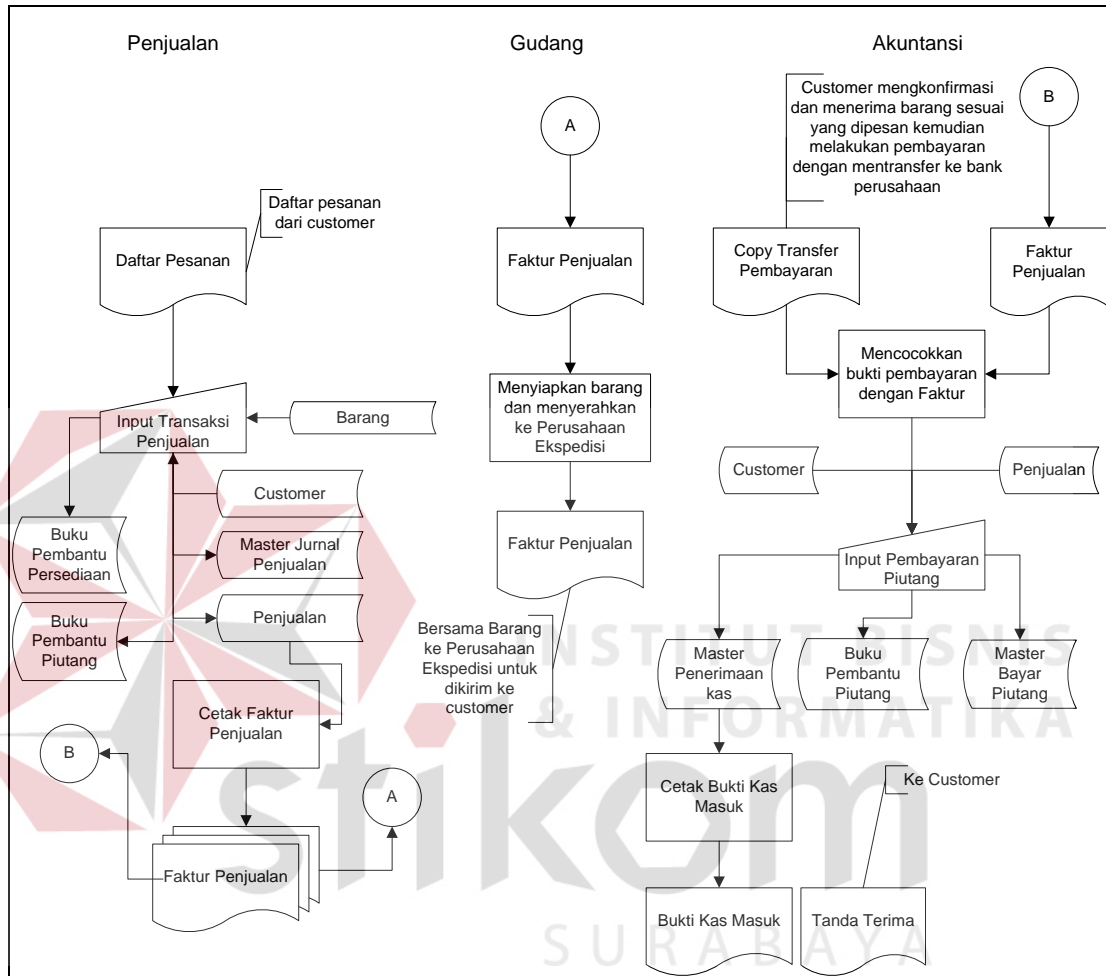 Penjualan
Gudang
Akuntansi
Daftar pesanan
dari customer
Daftar Pesanan
Input Transaksi
Penjualan
Barang
Customer
Buku
Pembantu
Persediaan
Master Jurnal
Penjualan
Penjualan
Buku
Pembantu
Piutang
Cetak Faktur
Penjualan
B
A
Faktur Penjualan
A
Faktur Penjualan
Menyiapkan barang
dan menyerahkan
ke Perusahaan
Ekspedisi
Faktur Penjualan
Bersama Barang
ke Perusahaan
Ekspedisi untuk
dikirim ke
customer
Customer mengkonfirmasi
dan menerima barang sesuai
yang dipesan kemudian
melakukan pembayaran
dengan mentransfer ke bank
perusahaan
B
Copy Transfer
Pembayaran
Faktur
Penjualan
Mencocokkan
bukti pembayaran
dengan Faktur
Customer
Penjualan
Input Pembayaran
Piutang
Master
Penerimaan
kas
Buku
Pembantu
Piutang
Master
Bayar
Piutang
Cetak Bukti Kas
Masuk
Ke Customer
Bukti Kas Masuk
Tanda Terima
INSTITUT BISNIS
& INFORMATIKA
stikom
SURABAYA